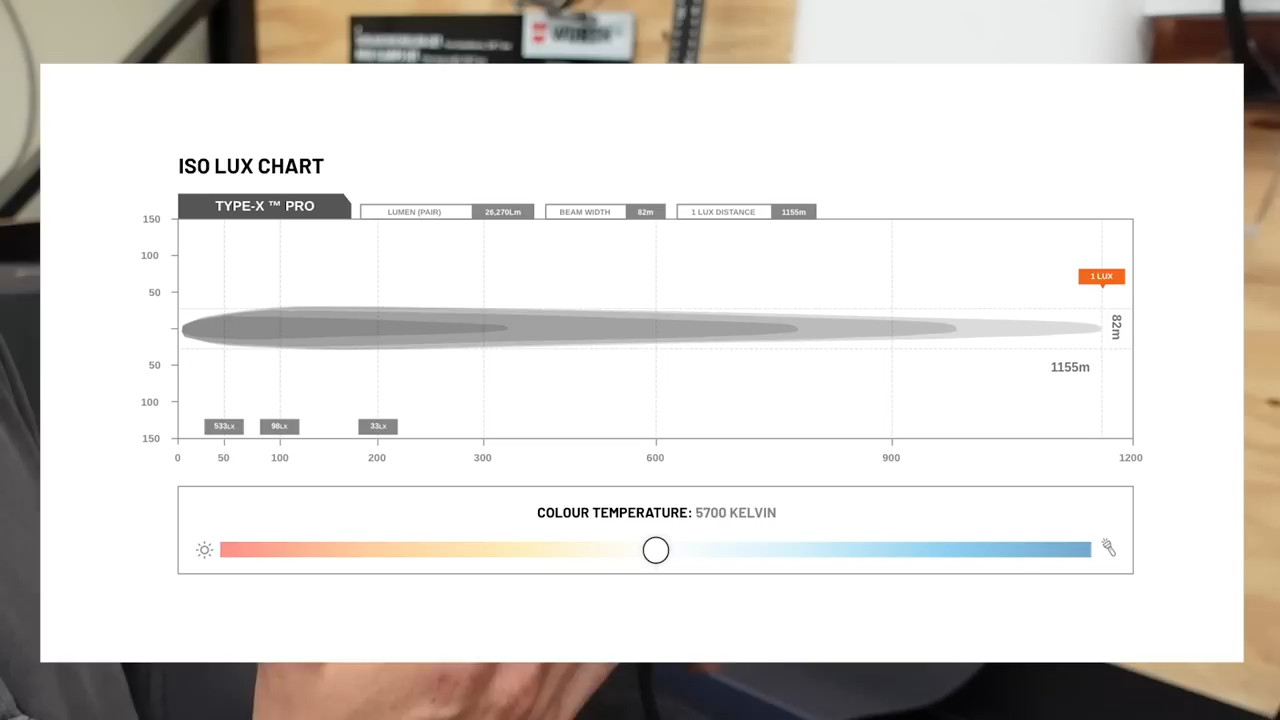 WÜRTH
ISO LUX CHART
TYPE-X ™ PRO
LUMEN (PAIR) 26,270Lm BEAM WIDTH 82m 1 LUX DISTANCE 1155m
150
100
50
50
100
150
1 LUX
82m
1155m
533LX 98LX 33LX
0 50 100 200 300 600 900 1200
COLOUR TEMPERATURE: 5700 KELVIN